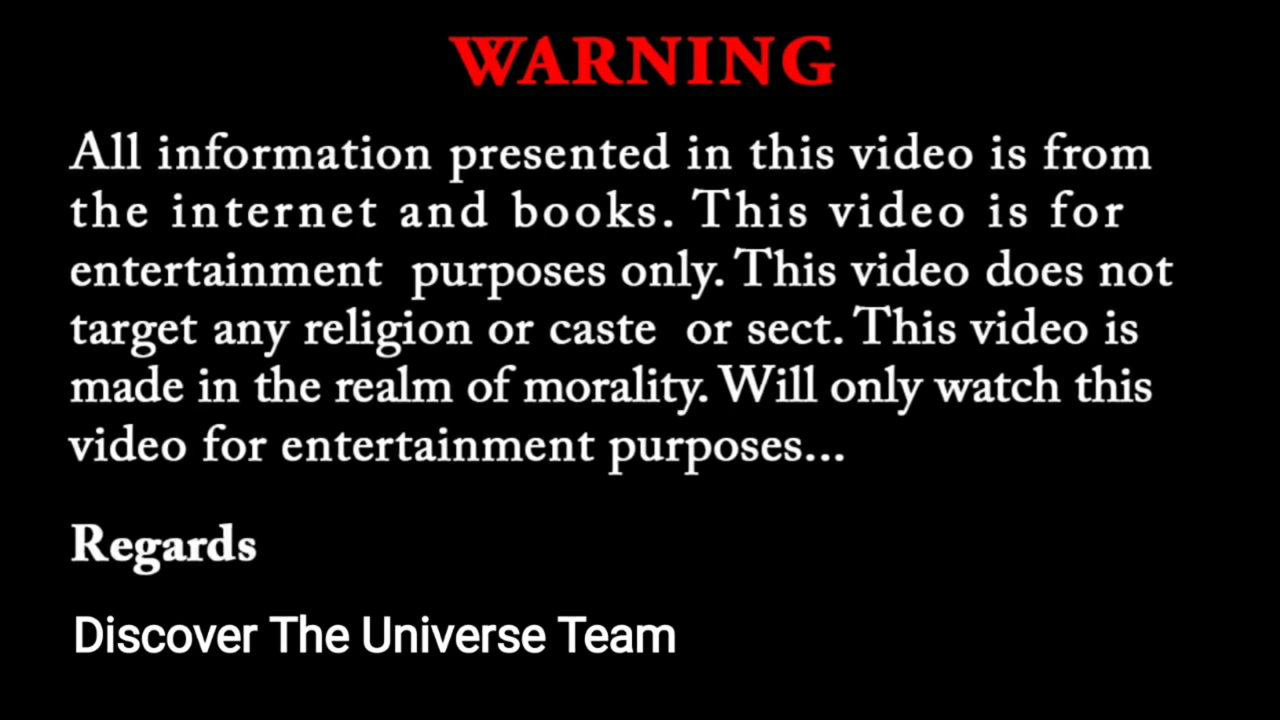 WARNING
All information presented in this video is from
the internet and books. This video is for
entertainment purposes only. This video does not
target any religion or caste or sect. This video is
made in the realm of morality. Will only watch this
video for entertainment purposes...
Regards
Discover The Universe Team